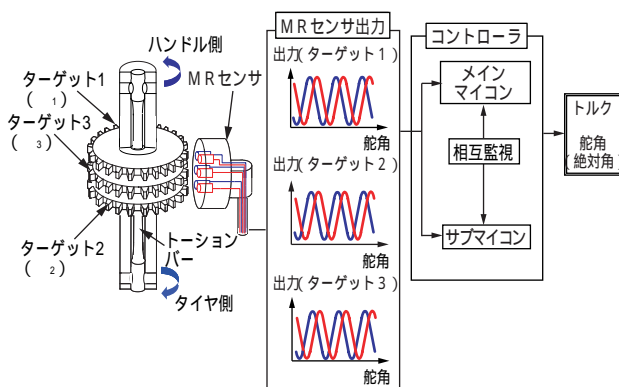 ハンドル側
ターゲット1
( 1)
ターゲット3
( 3)
ターゲット2
( 2)
MRセンサ
トーション
バー
タイヤ側
MRセンサ出力
出力(ターゲット1)
舵角
出力(ターゲット2)
舵角
出力(ターゲット3)
舵角
コントローラ
メイン
マイコン
相互監視
サブマイコン
トルク
舵角
(絶対角)